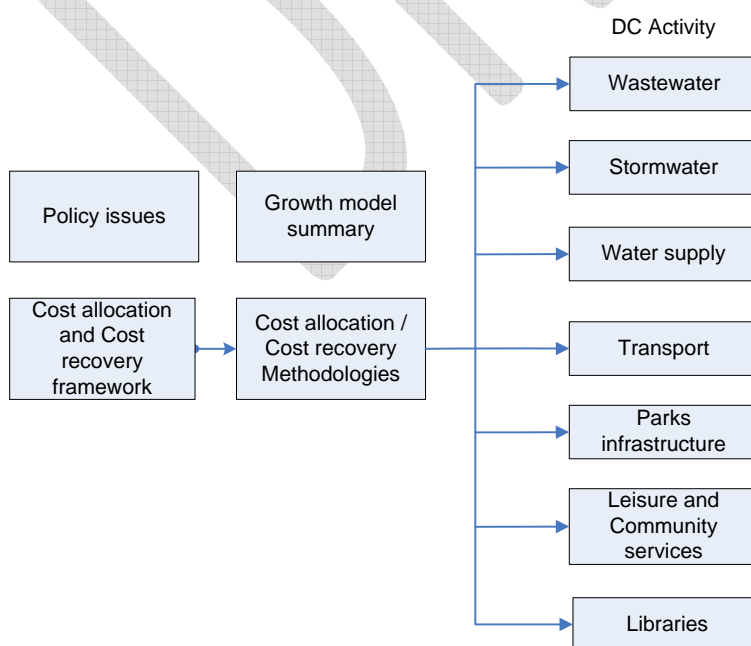 DC Activity
Wastewater
Stormwater
Policy issues
Growth model
summary
Water supply
Cost allocation
and Cost
recovery
framework
Cost allocation /
Cost recovery
Methodologies
Transport
Parks
infrastructure
Leisure and
Community
services
Libraries